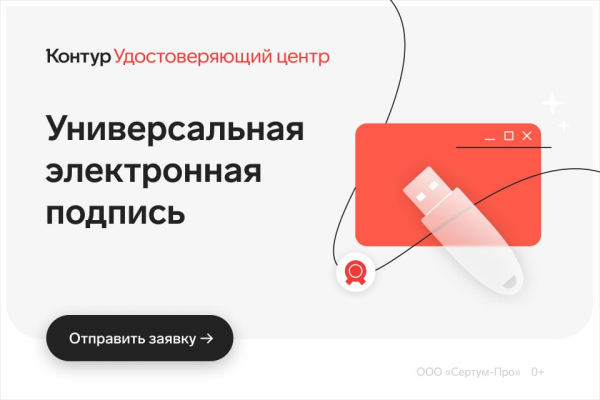 Контур Удостоверяющий центр
Универсальная
электронная
подпись
Отправить заявку →
ООО «Сертум-Про» 0+